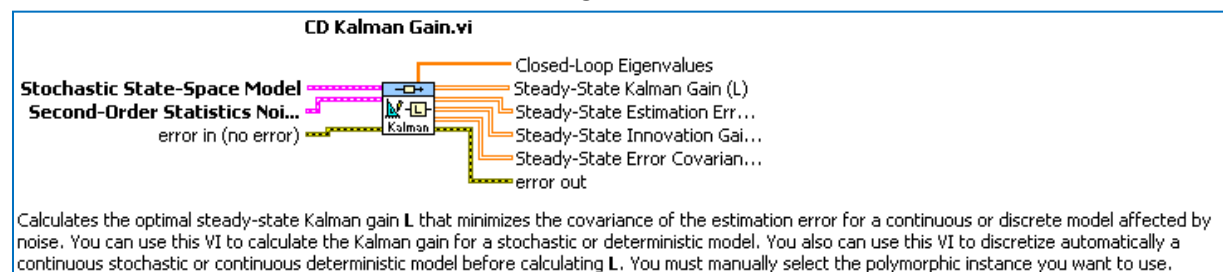 CD Kalman Gain.vi
Closed-Loop Eigenvalues
Stochastic State-Space Model
Steady-State Kalman Gain (L)
Second-Order Statistics Noi...
Steady-State Estimation Err...
error in (no error)
Kalman
Steady-State Innovation Gai...
Steady-State Error Covarian...
error out
Calculates the optimal steady-state Kalman gain L that minimizes the covariance of the estimation error for a continuous or discrete model affected by
noise. You can use this VI to calculate the Kalman gain for a stochastic or deterministic model. You also can use this VI to discretize automatically a
continuous stochastic or continuous deterministic model before calculating L. You must manually select the polymorphic instance you want to use.